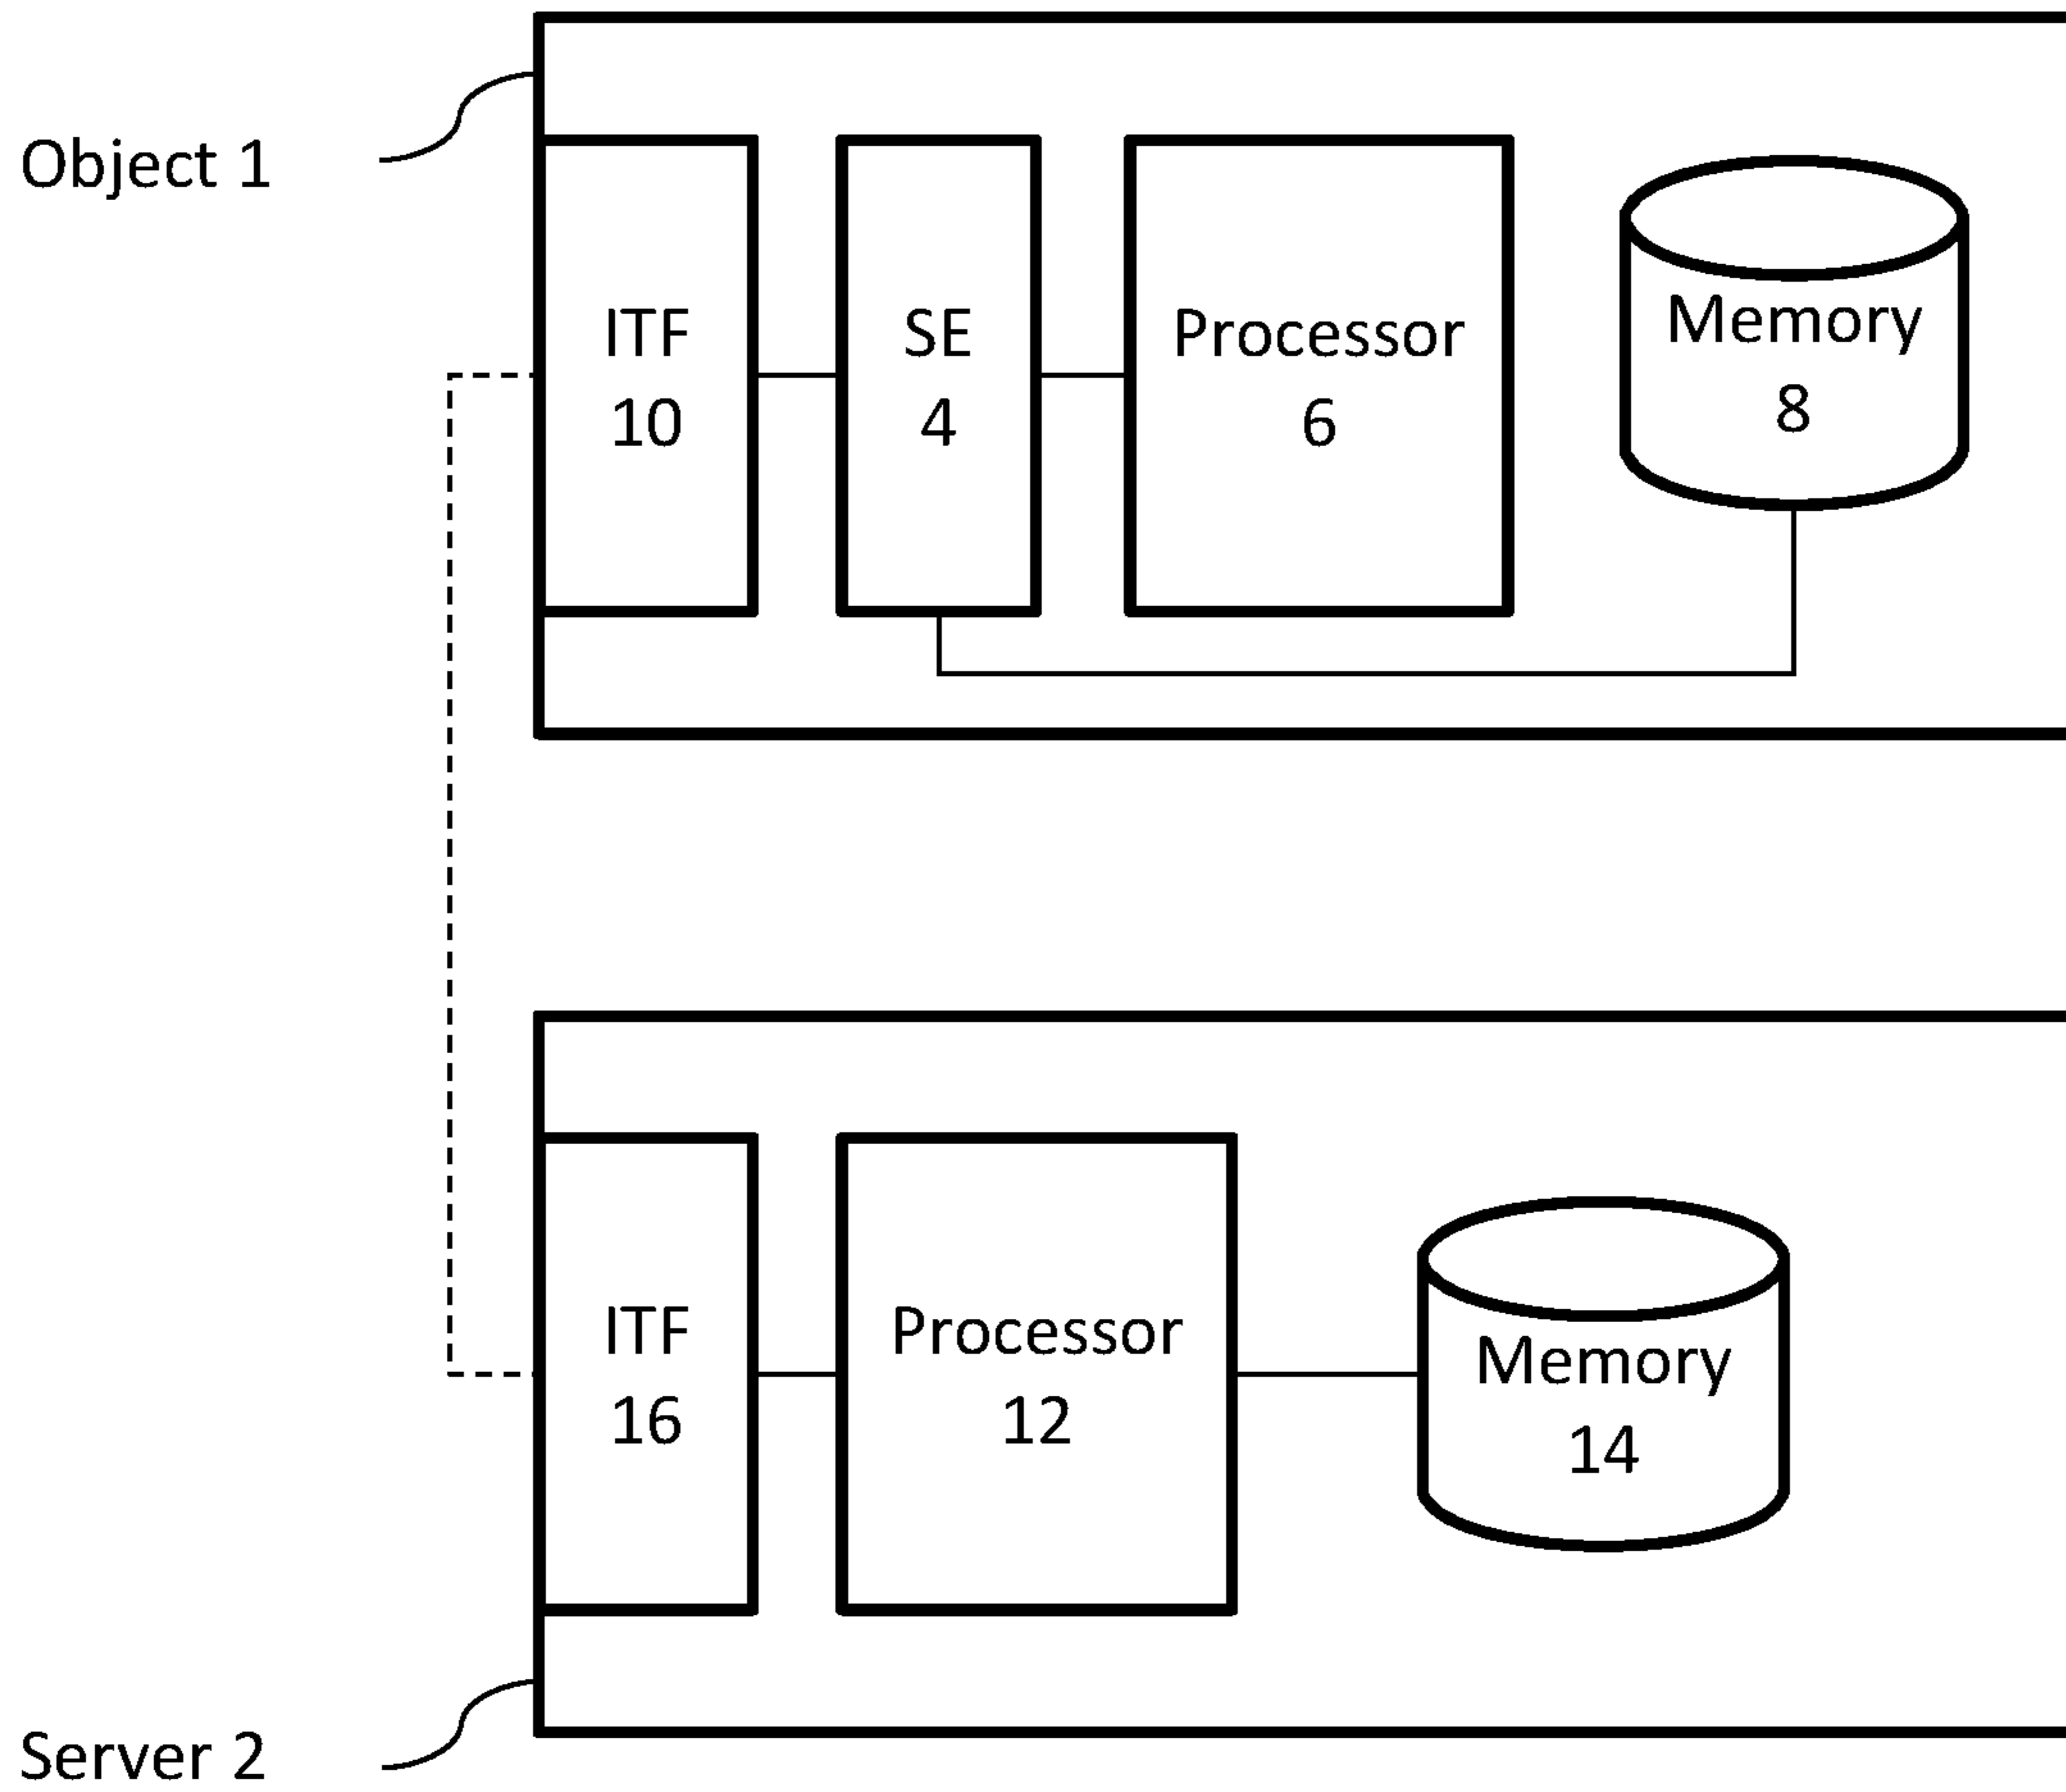 Object 1
ITF
10
SE
4
Processor
6
Memory
8
ITF
16
Processor
12
Memory
14
Server 2